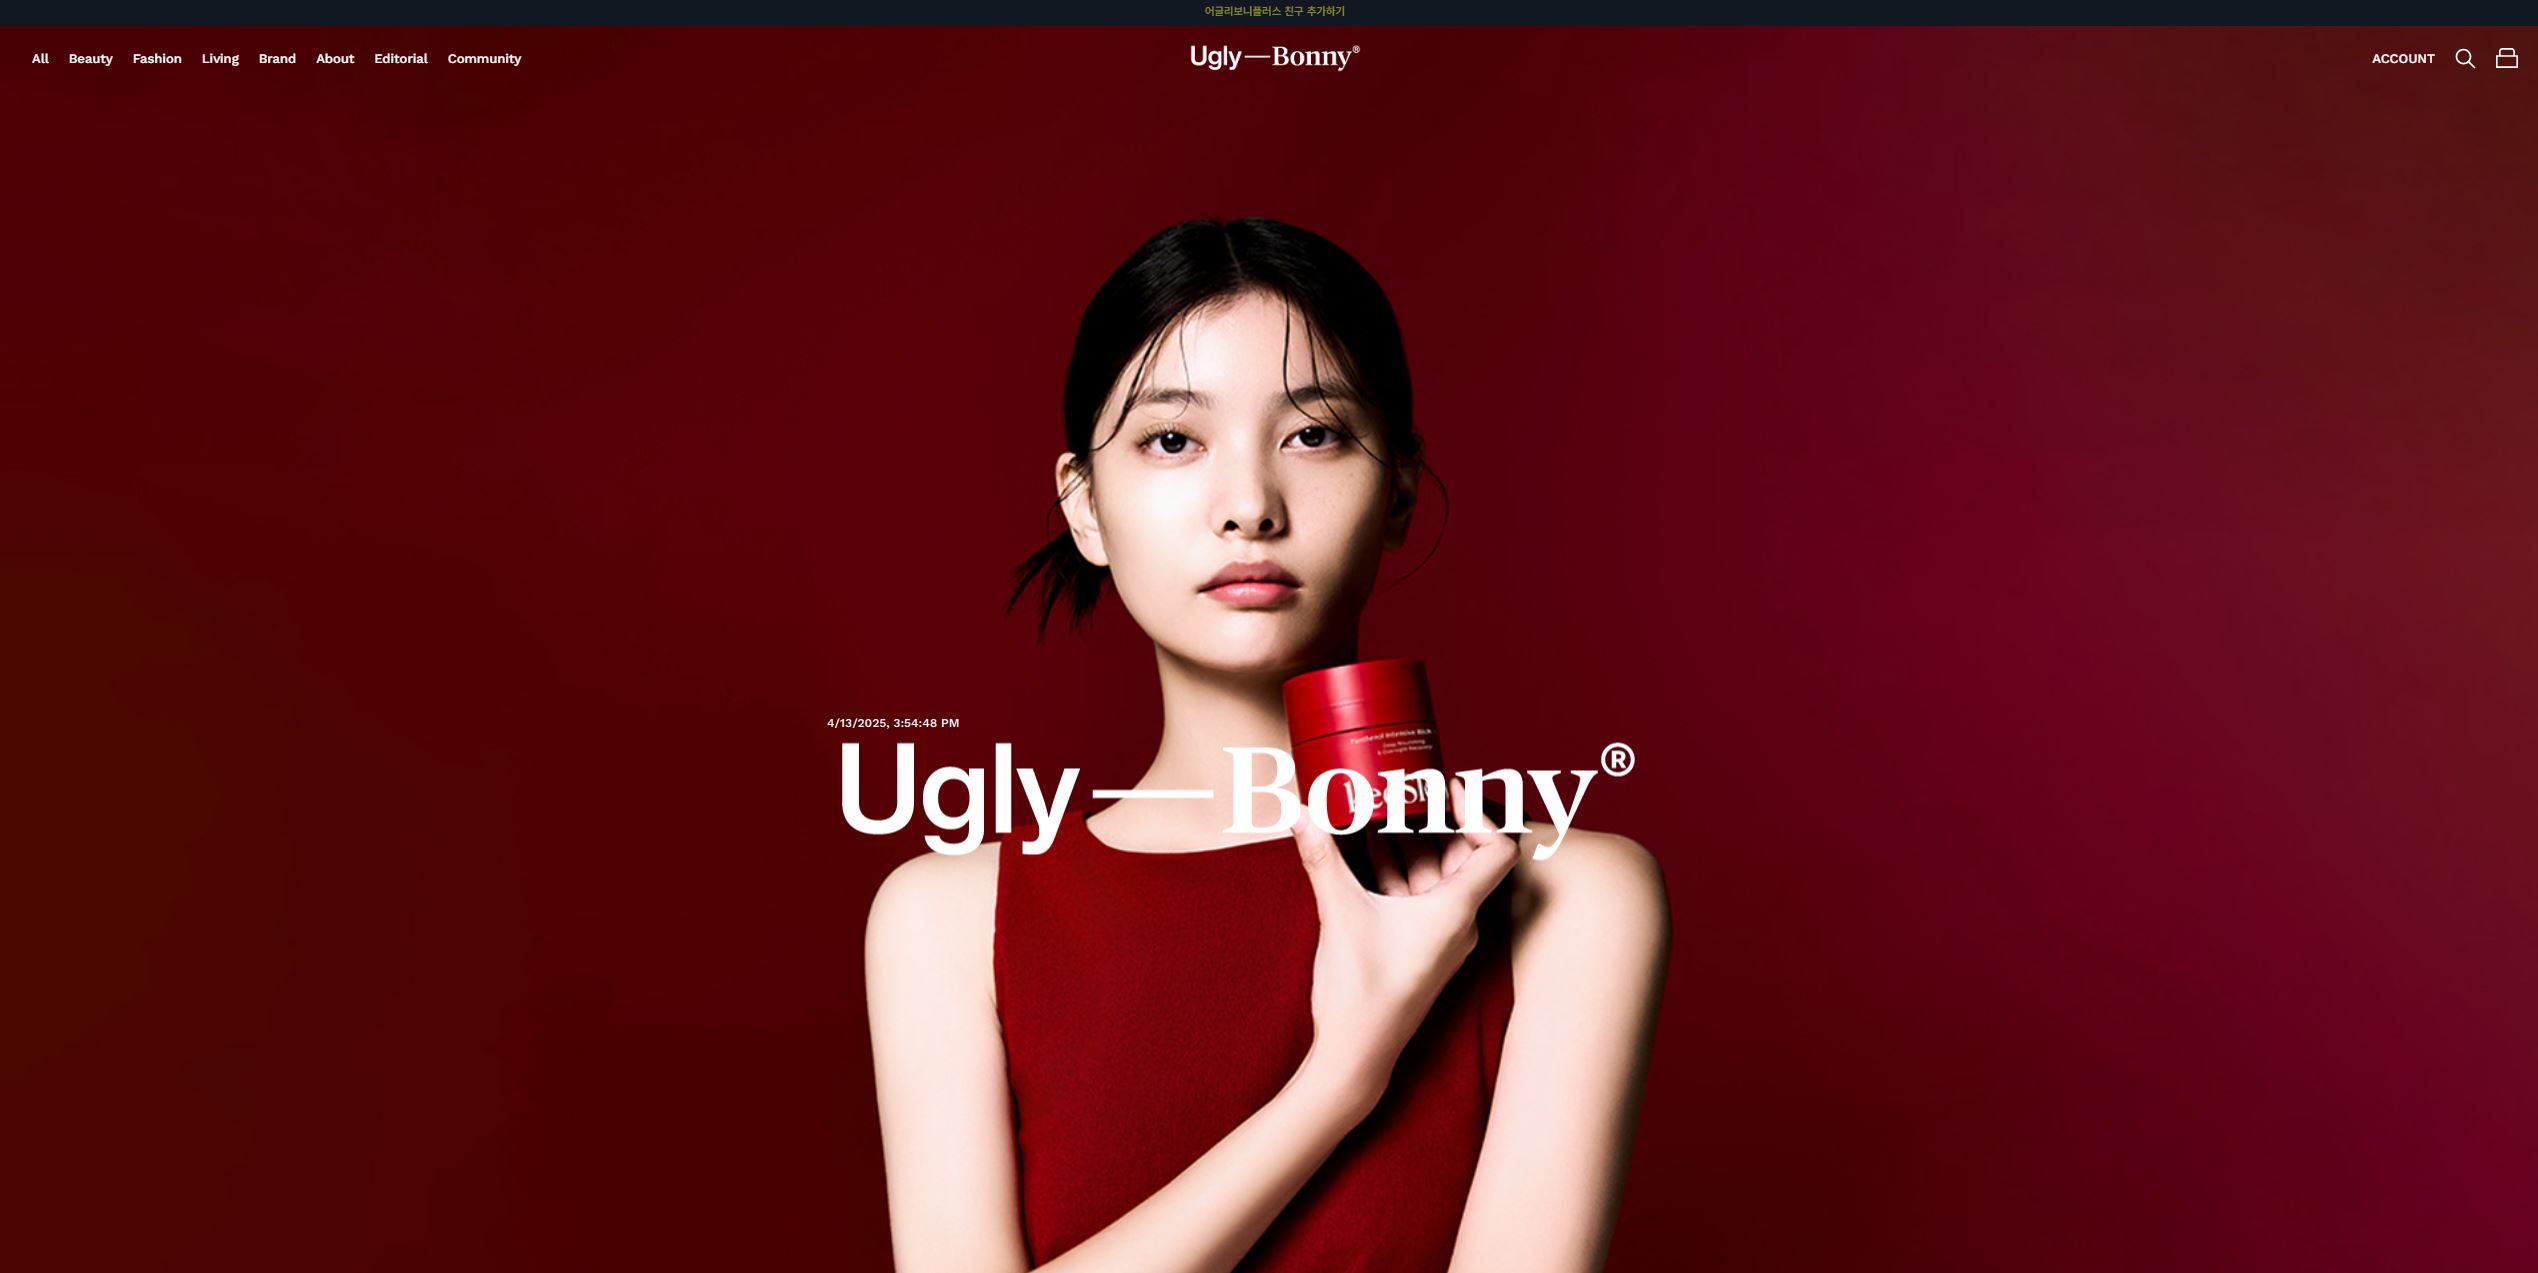 어글리보니플러스 친구 추가하기
All Beauty Fashion Living Brand About Editorial Community
Ugly—Bonny®
ACCOUNT
4/13/2025, 3:54:48 PM
Ugly—Bonny®
Panthenol Intensive Rich
Deep Nourishing
& Overnight Recovery